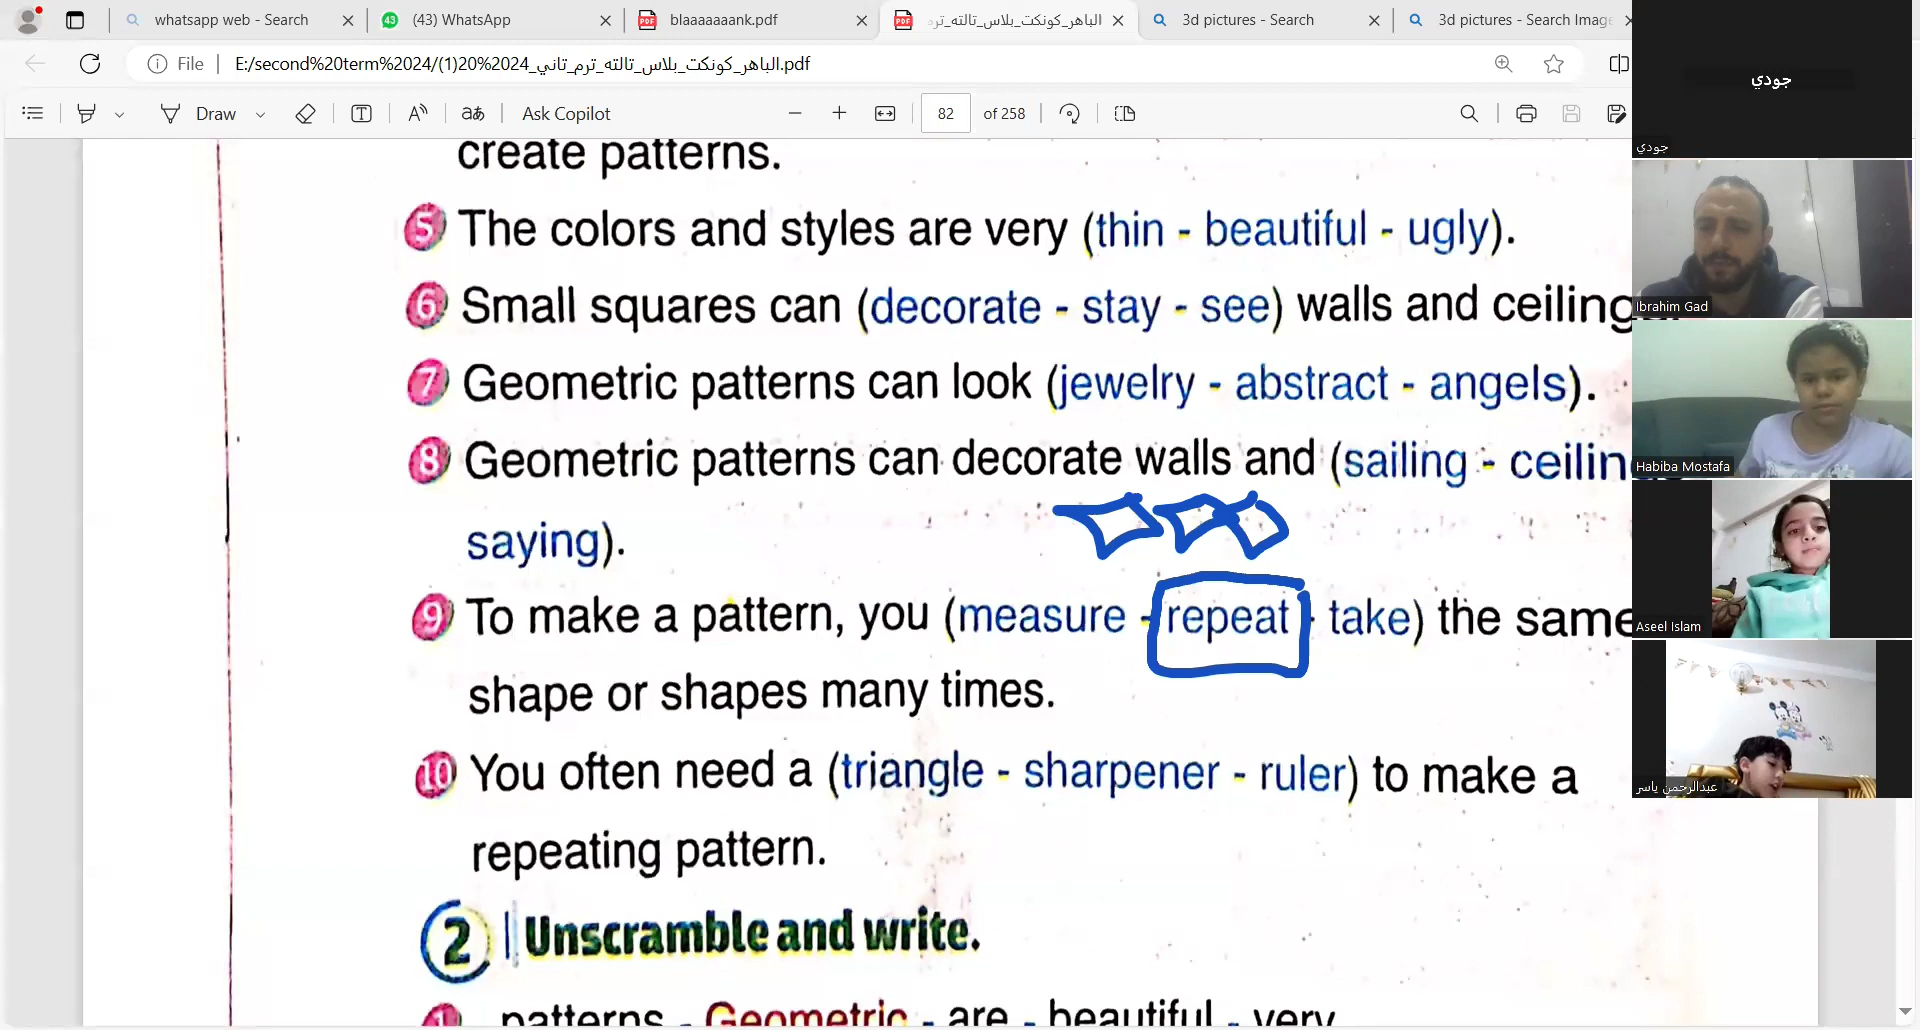 whatsapp web - Search
(43) WhatsApp
blaaaaaaank.pdf
الباهر_كونكت_بلاس_تالته_ترم
3d pictures - Search
3d pictures - Search Image
File
E:/second%20term%2024/(1)20%2024_الباهر_كونكت_بلاس_تالته_ترم_تاني.pdf
Draw
aあ
Ask Copilot
82 of 258
create patterns.
5 The colors and styles are very (thin - beautiful - ugly).
6 Small squares can (decorate - stay - see) walls and ceiling
7 Geometric patterns can look (jewelry - abstract - angels).
8 Geometric patterns can decorate walls and (sailing - ceilin
saying).
9 To make a pattern, you (measure - repeat - take) the same
shape or shapes many times.
10 You often need a (triangle - sharpener - ruler) to make a
repeating pattern.
2 Unscramble and write.
1 patterns - Geometric - are - beautiful - very
جودي
جودي
Ibrahim Gad
Habiba Mostafa
Aseel Islam
عبدالرحمن ياسر